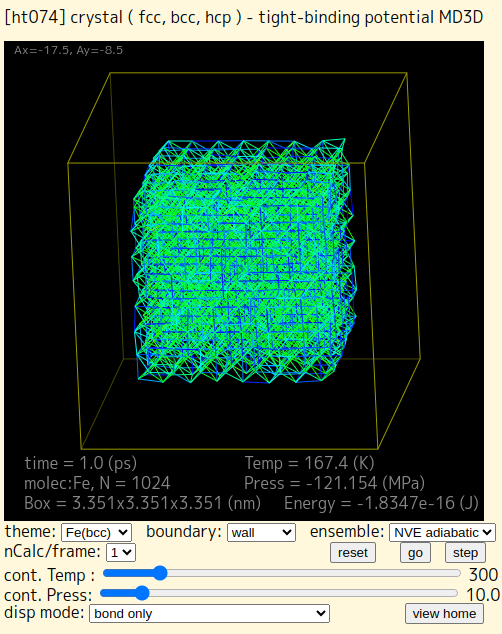 [ht074] crystal ( fcc, bcc, hcp ) - tight-binding potential MD3D
Ax=-17.5, Ay=-8.5
time = 1.0 (ps) Temp = 167.4 (K)
molec:Fe, N = 1024 Press = -121.154 (MPa)
Box = 3.351x3.351x3.351 (nm) Energy = -1.8347e-16 (J)
theme: Fe(bcc) boundary: wall ensemble: NVE adiabatic
nCalc/frame: 1 reset go step
cont. Temp : 300
cont. Press: 10.0
disp mode: bond only view home